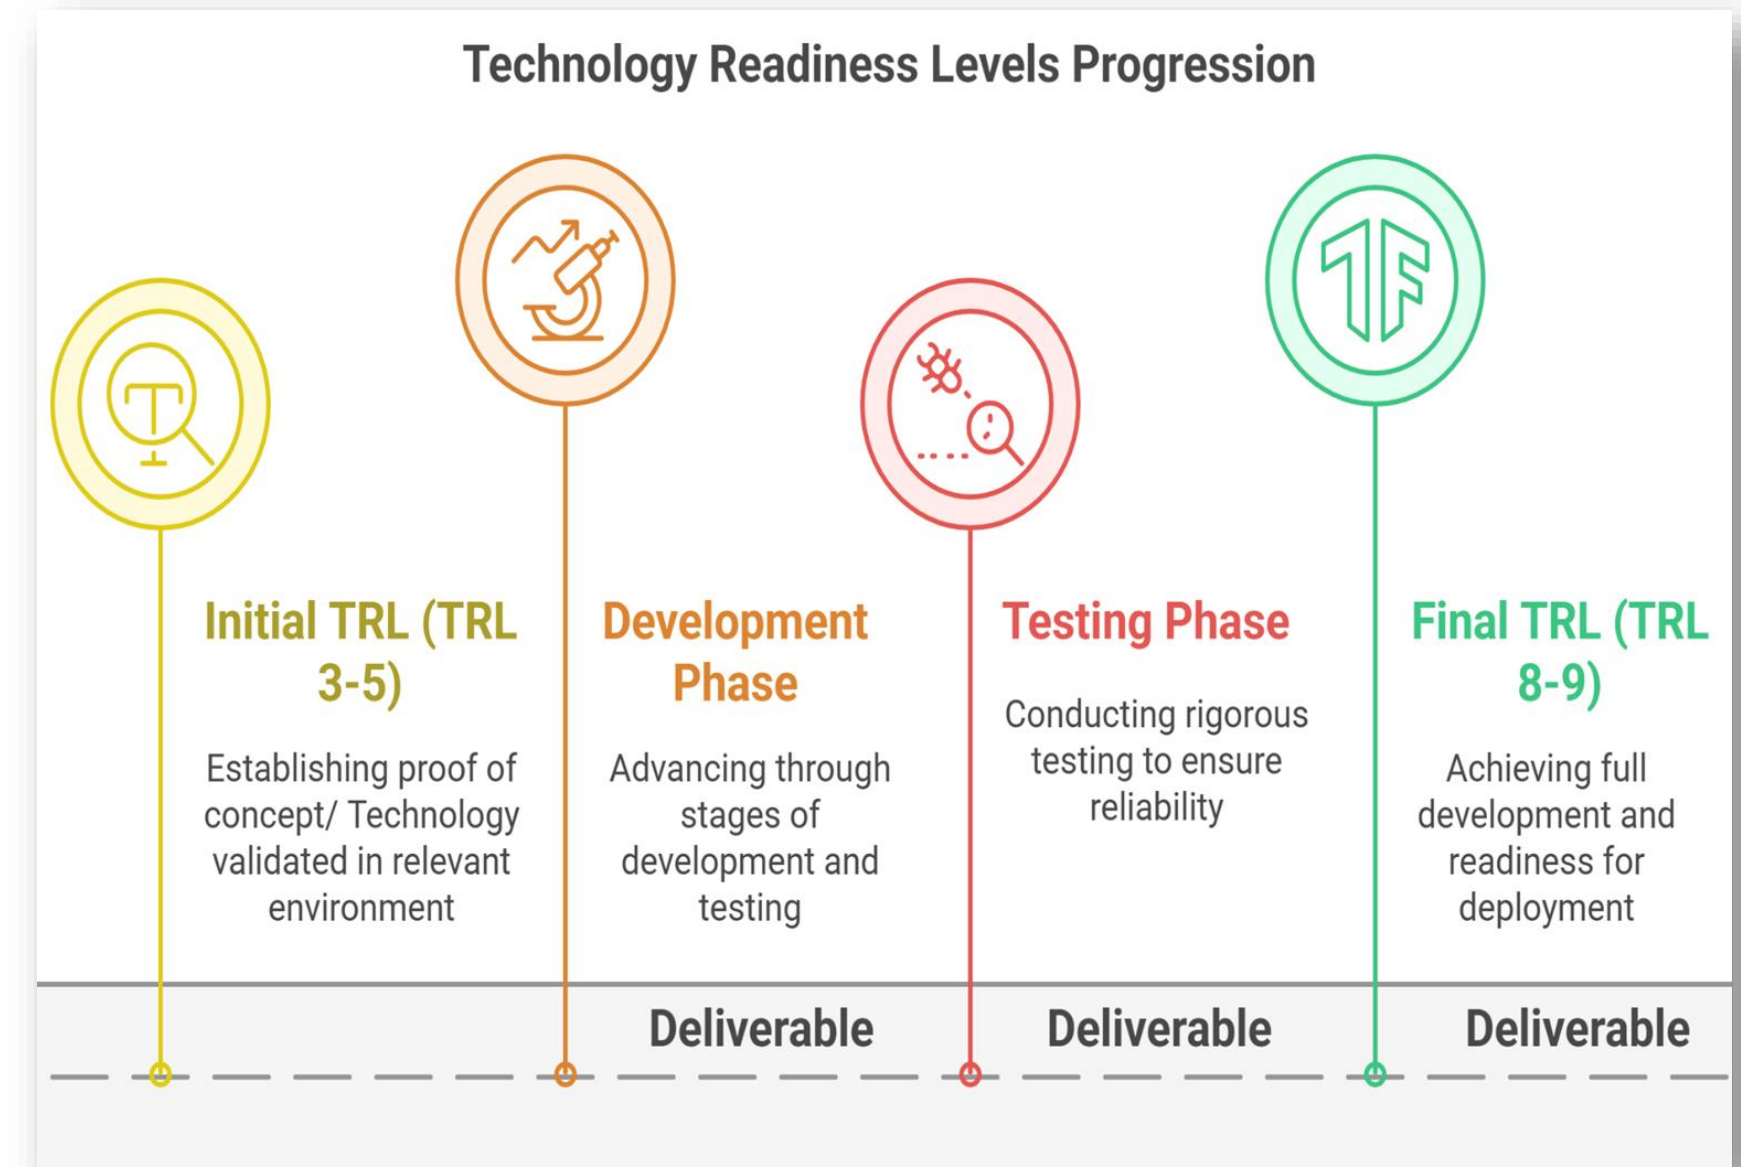 Technology Readiness Levels Progression
Initial TRL (TRL
3-5)
Establishing proof of
concept/ Technology
validated in relevant
environment
Development
Phase
Advancing through
stages of
development and
testing
Testing Phase
Conducting rigorous
testing to ensure
reliability
Final TRL (TRL
8-9)
Achieving full
development and
readiness for
deployment
Deliverable
Deliverable
Deliverable